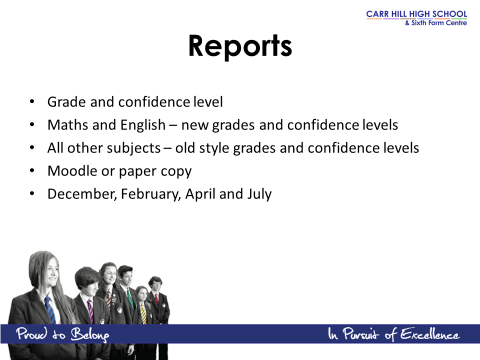 CARR HILL HIGH SCHOOL
& Sixth Form Centre
Reports
• Grade and confidence level
• Maths and English – new grades and confidence levels
• All other subjects – old style grades and confidence levels
• Moodle or paper copy
• December, February, April and July
Proud to Belong
In Pursuit of Excellence